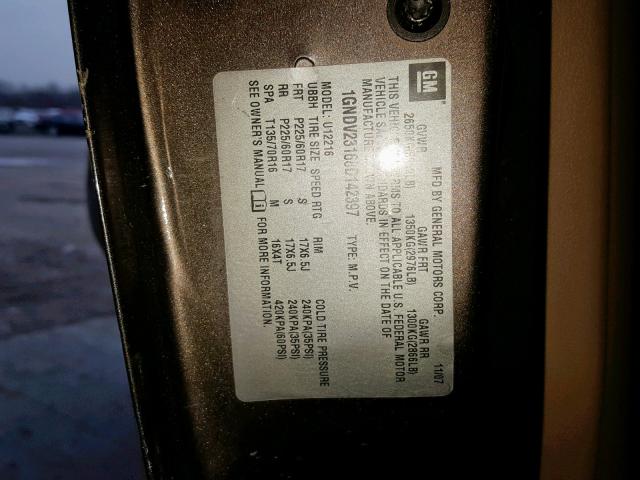 GM
MFD BY GENERAL MOTORS CORP. 11/07
GVWR GAWR FRT GAWR RR
1350KG(2976LB) 1300KG(2866LB)
THIS VEHICLE TO ALL APPLICABLE U.S. FEDERAL MOTOR
VEHICLE IN EFFECT ON THE DATE OF
ABOVE.
TYPE: M.P.V.
MODEL: U12216
UBBH TIRE SIZE SPEED RTG RIM COLD TIRE PRESSURE
FRT P225/60R17 S 17X6.5J 240KPA(35PSI)
RR P225/60R17 S 17X6.5J 240KPA(35PSI)
SPA T135/70R16 M 16X4T 420KPA(60PSI)
SEE OWNER'S MANUAL FOR MORE INFORMATION.